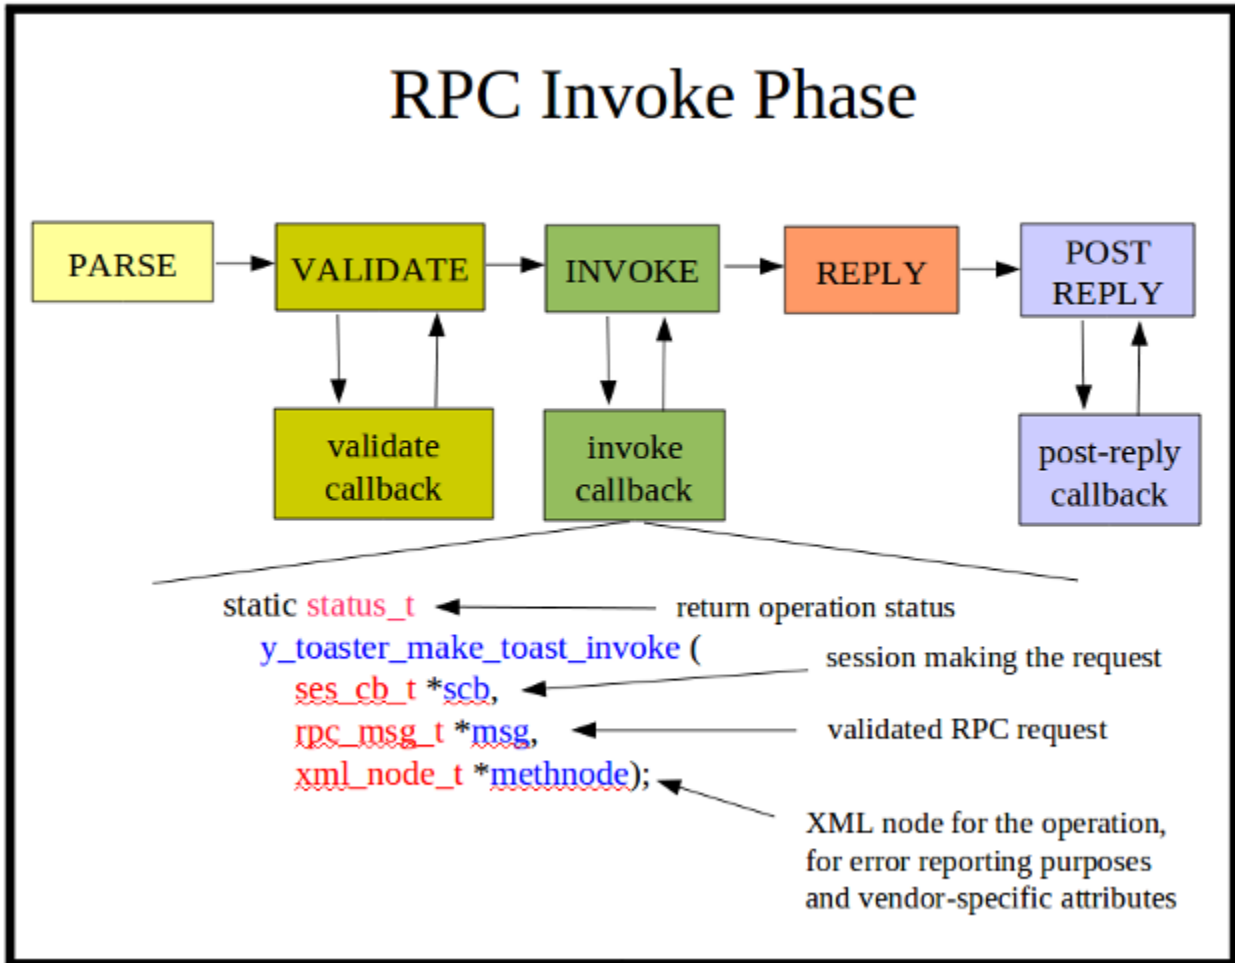 RPC Invoke Phase
PARSE
VALIDATE
INVOKE
REPLY
POST
REPLY
validate
callback
invoke
callback
post-reply
callback
static status_t
return operation status
y_toaster_make_toast_invoke (
session making the request
ses_cb_t *scb,
rpc_msg_t *msg,
validated RPC request
xml_node_t *methnode);
XML node for the operation,
for error reporting purposes
and vendor-specific attributes